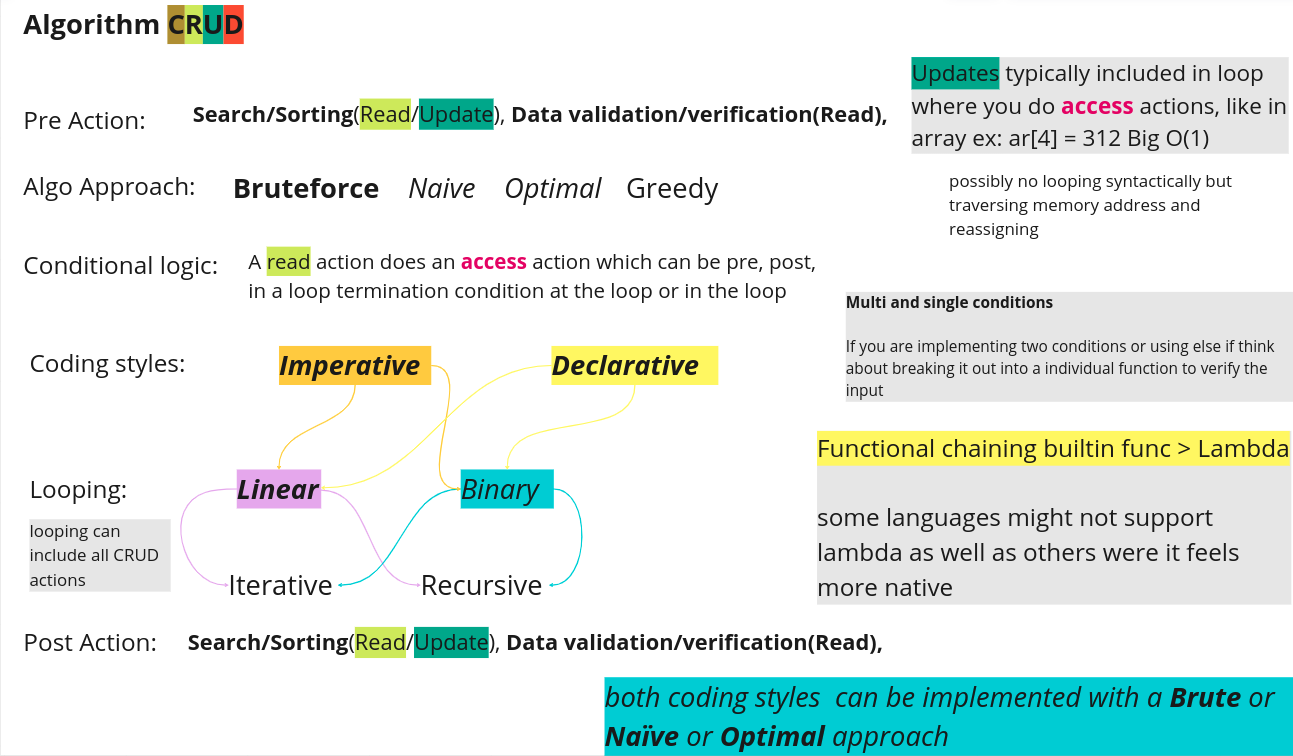 Algorithm CRUD
Pre Action:
Search/Sorting(Read/Update), Data validation/verification(Read),
Updates typically included in loop
where you do access actions, like in
array ex: ar[4] = 312 Big O(1)
possibly no looping syntactically but
traversing memory address and
reassigning
Algo Approach:
Bruteforce Naive Optimal Greedy
Conditional logic:
A read action does an access action which can be pre, post,
in a loop termination condition at the loop or in the loop
Multi and single conditions
If you are implementing two conditions or using else if think
about breaking it out into a individual function to verify the
input
Coding styles:
Imperative Declarative
Functional chaining builtin func > Lambda
some languages might not support
lambda as well as others were it feels
more native
Looping:
Linear Binary
looping can
include all CRUD
actions
Iterative Recursive
Post Action:
Search/Sorting(Read/Update), Data validation/verification(Read),
both coding styles can be implemented with a Brute or
Naïve or Optimal approach